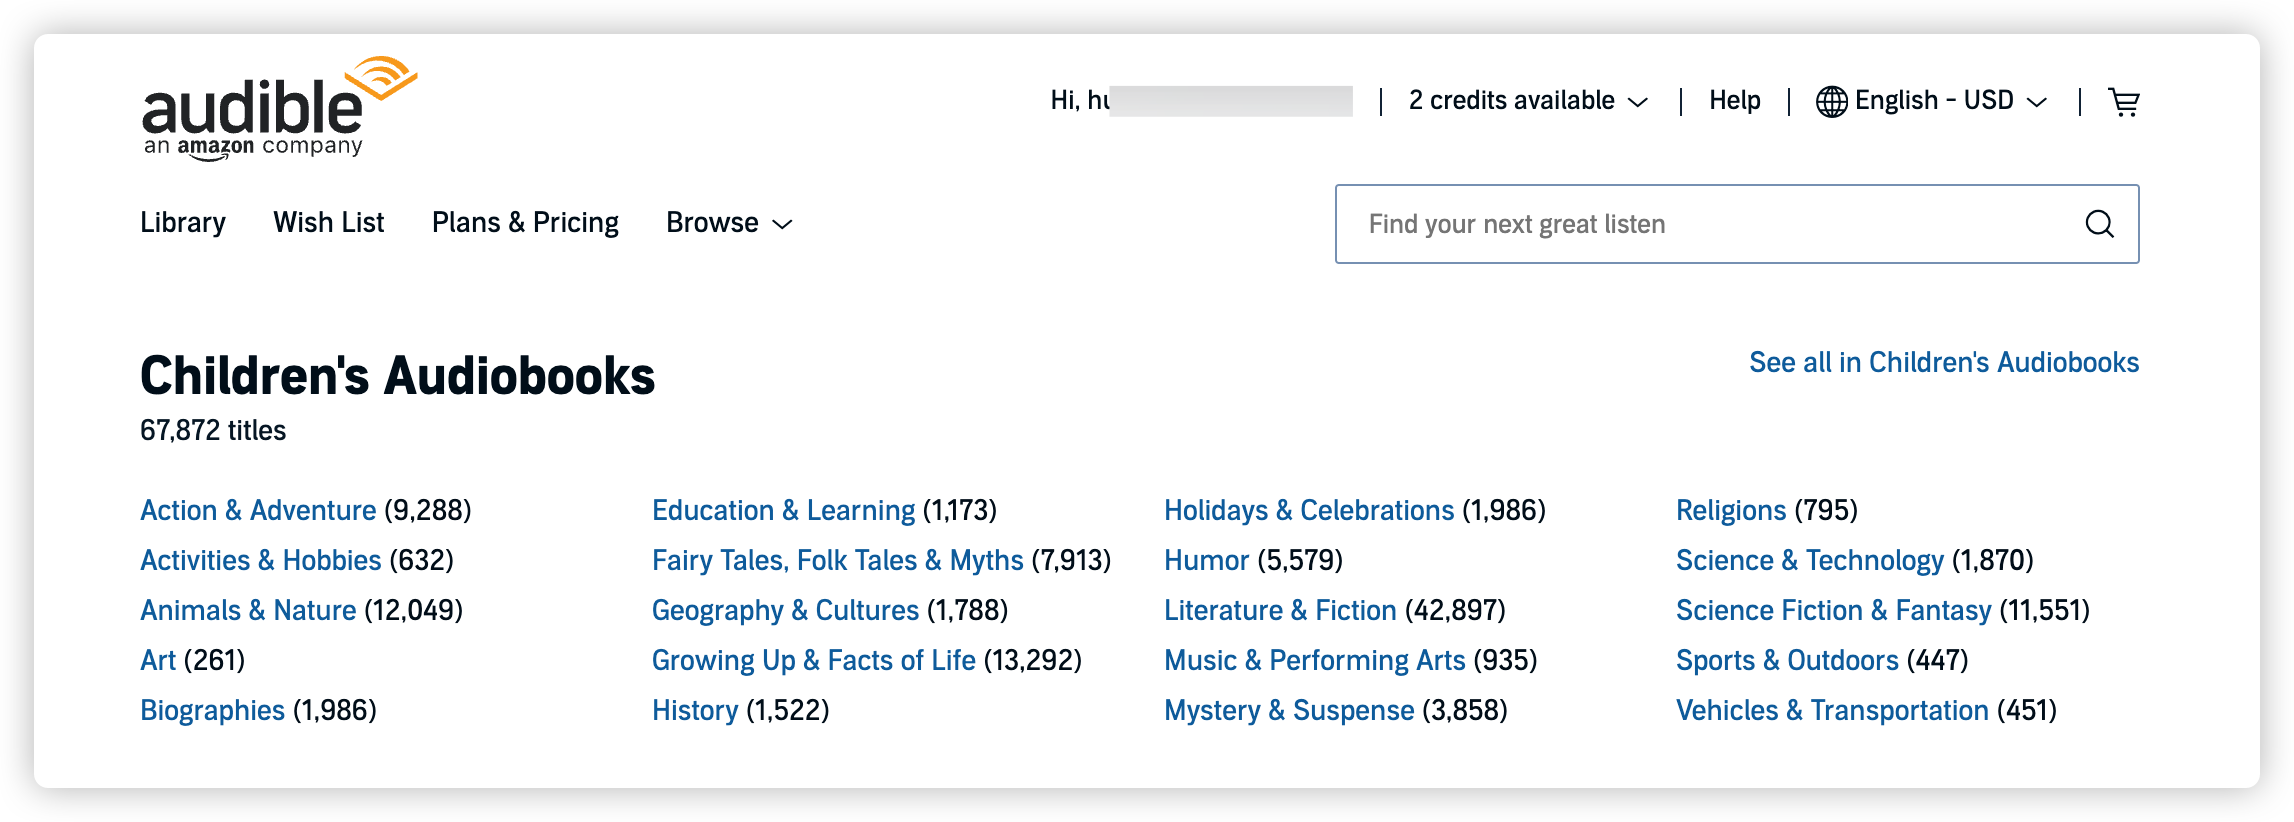 audible
an amazon company
Hi, hu | 2 credits available | Help | English - USD |
Library Wish List Plans & Pricing Browse
Find your next great listen
Children's Audiobooks
See all in Children's Audiobooks
67,872 titles
Action & Adventure (9,288)
Activities & Hobbies (632)
Animals & Nature (12,049)
Art (261)
Biographies (1,986)
Education & Learning (1,173)
Fairy Tales, Folk Tales & Myths (7,913)
Geography & Cultures (1,788)
Growing Up & Facts of Life (13,292)
History (1,522)
Holidays & Celebrations (1,986)
Humor (5,579)
Literature & Fiction (42,897)
Music & Performing Arts (935)
Mystery & Suspense (3,858)
Religions (795)
Science & Technology (1,870)
Science Fiction & Fantasy (11,551)
Sports & Outdoors (447)
Vehicles & Transportation (451)